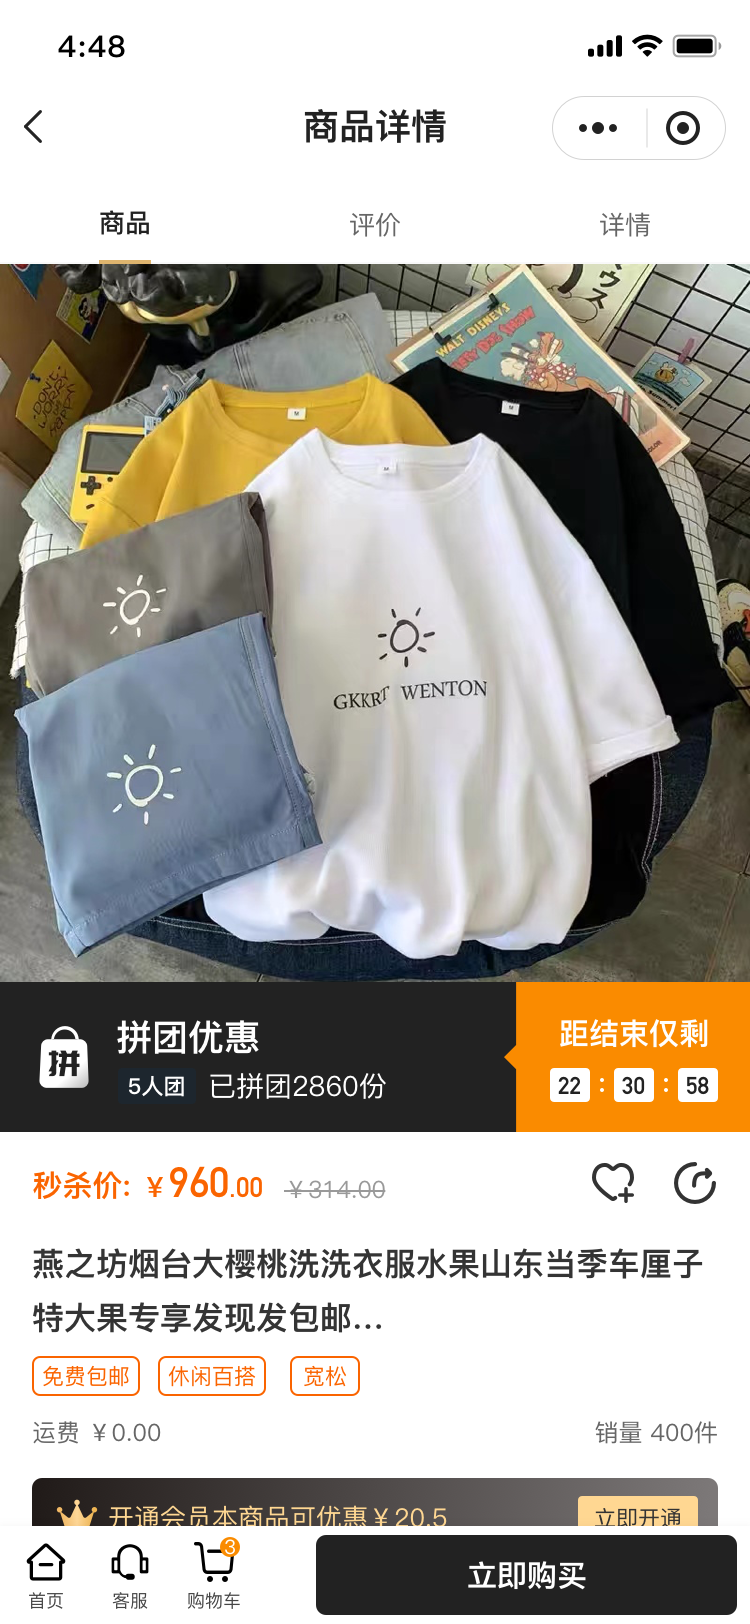 4:48
商品详情
商品
评价
详情
WALT DISNEY'S
M
M
M
GKKRT WENTON
拼
拼团优惠
5人团 已拼团2860份
距结束仅剩
22 : 30 : 58
秒杀价: ¥960.00 ¥314.00
燕之坊烟台大樱桃洗洗衣服水果山东当季车厘子
特大果专享发现发包邮...
免费包邮 休闲百搭 宽松
运费 ¥0.00
销量 400件
开通会员本商品可优惠¥20.5
立即开通
3
首页
客服
购物车
立即购买